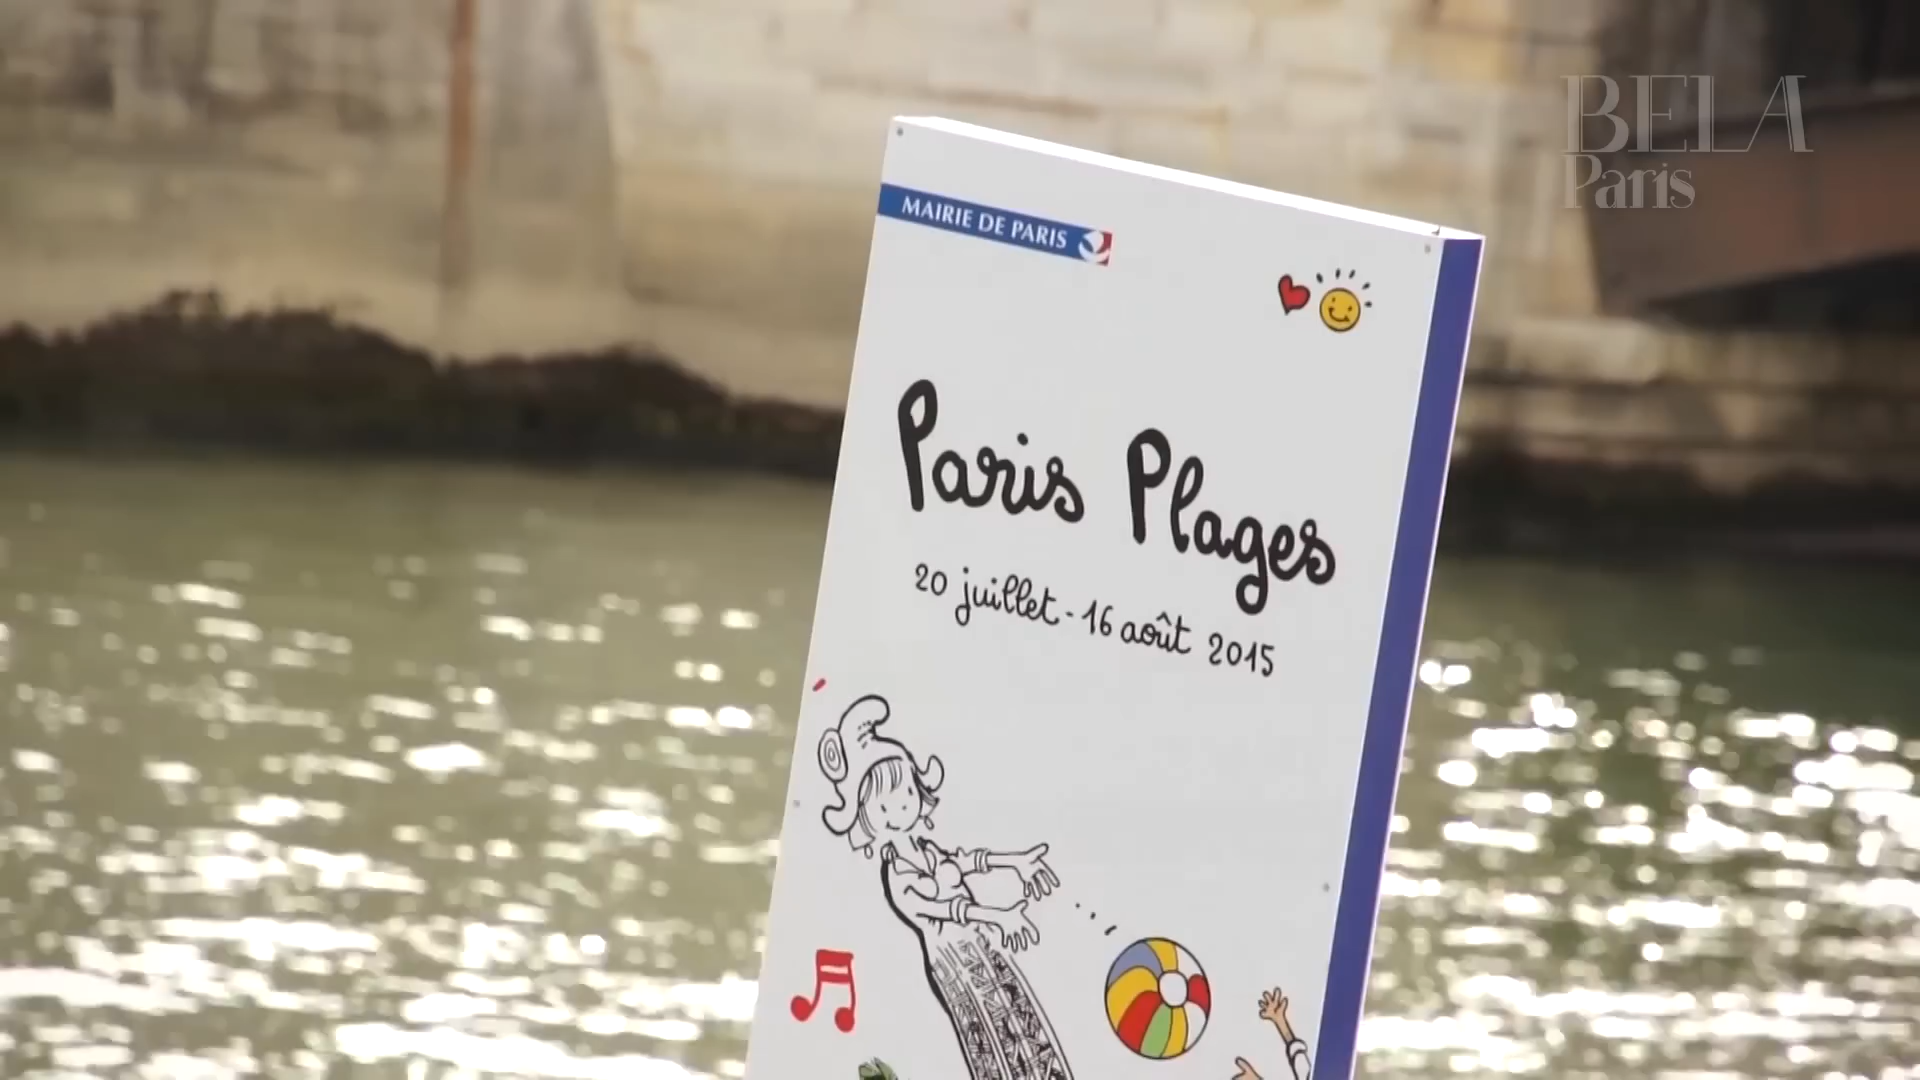 BELA
Paris
MAIRIE DE PARIS
Paris Plages
20 juillet - 16 août 2015